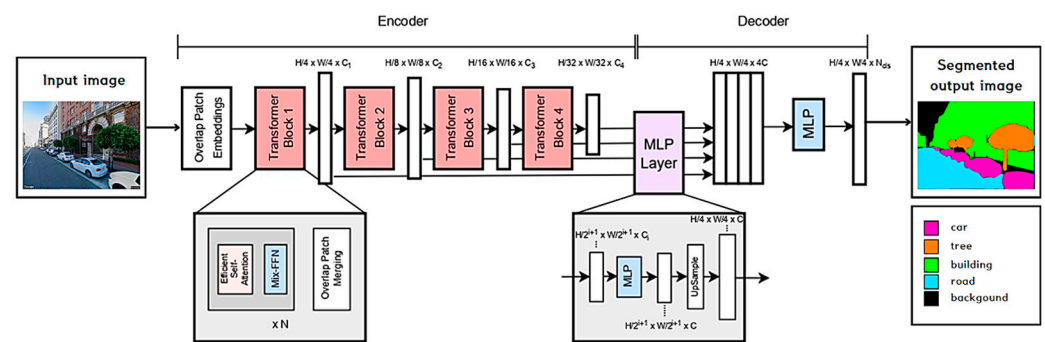 Encoder
Decoder
Input image
Overlap Patch
Embeddings
Transformer
Block 1
H/4 x W/4 x C₁
Transformer
Block 2
H/8 x W/8 x C₂
Transformer
Block 3
H/16 x W/16 x C₃
Transformer
Block 4
H/32 x W/32 x C₄
MLP
Layer
H/4 x W/4 x 4C
MLP
H/4 x W/4 x N
Segmented
output image
Efficient
Self-
Attention
Mix-FFN
Overlap Patch
Merging
x N
H/2ⁱ⁺¹ x W/2ⁱ⁺¹ x Cᵢ
MLP
H/2ⁱ⁺¹ x W/2ⁱ⁺¹ x C
UpSample
H/4 x W/4 x C
car
tree
building
road
backgound